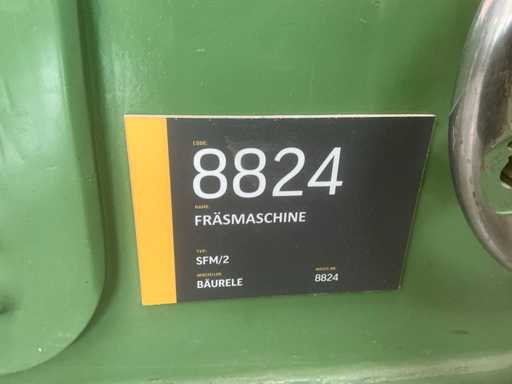 CODE:
8824
NAME:
FRÄSMASCHINE
TYP:
SFM/2
HERSTELLER:
BÄURELE
8824